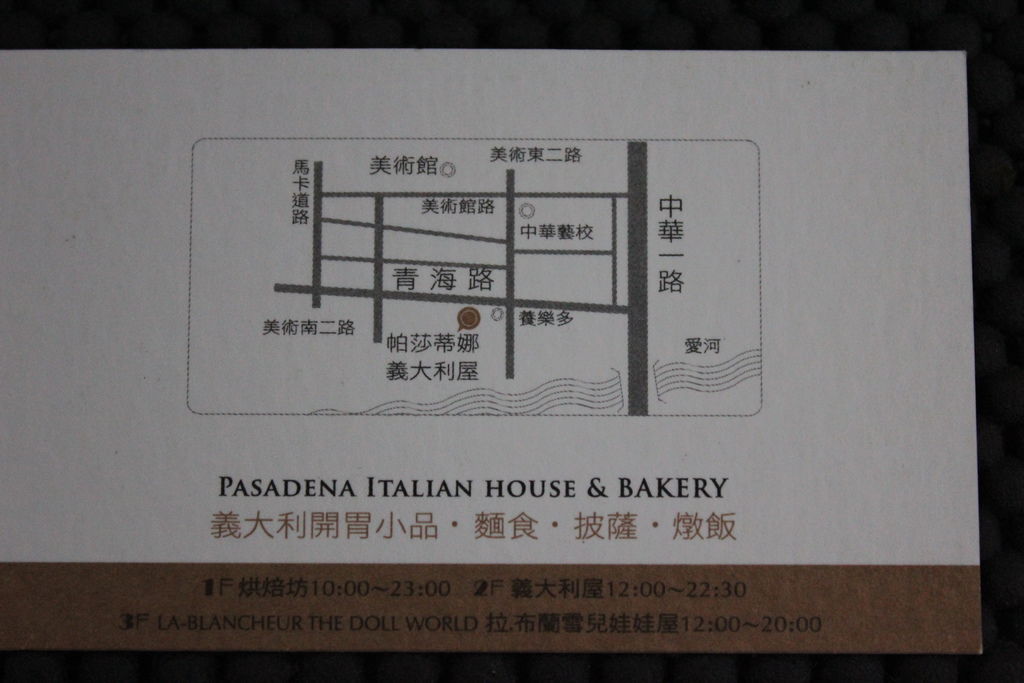 美術東二路
美術館
馬卡道路
美術館路
中華一路
中華藝校
青海路
養樂多
美術南二路
帕莎蒂娜
義大利屋
愛河
PASADENA ITALIAN HOUSE & BAKERY
義大利開胃小品・麵食・披薩・燉飯
1F 烘焙坊10:00~23:00 2F 義大利屋12:00~22:30
3F LA-BLANCHEUR THE DOLL WORLD 拉.布蘭雪兒娃娃屋12:00~20:00